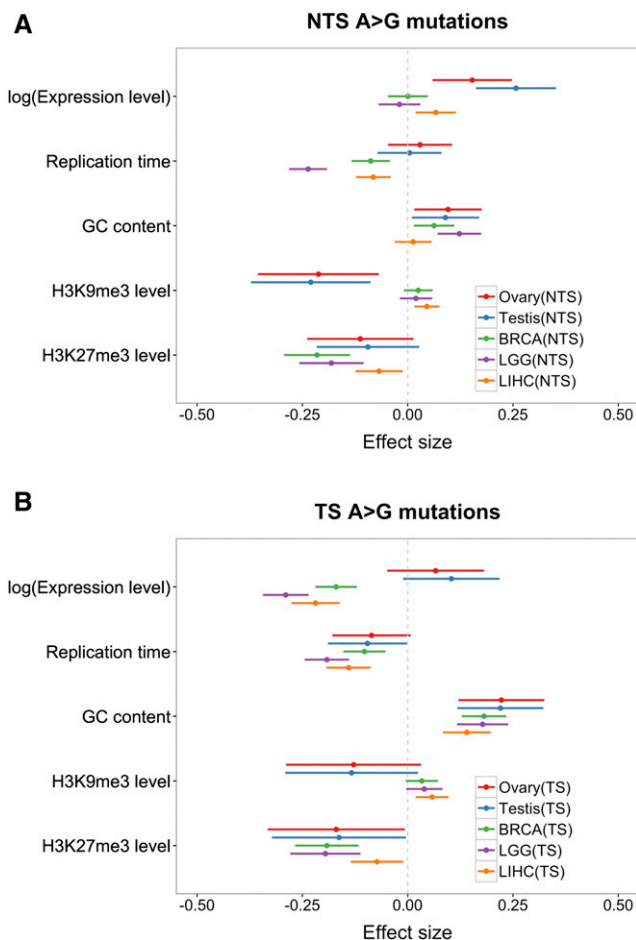 A
NTS A>G mutations
log(Expression level)
Replication time
GC content
H3K9me3 level
H3K27me3 level
Ovary(NTS)
Testis(NTS)
BRCA(NTS)
LGG(NTS)
LIHC(NTS)
-0.50 -0.25 0.00 0.25 0.50
Effect size
B
TS A>G mutations
log(Expression level)
Replication time
GC content
H3K9me3 level
H3K27me3 level
Ovary(TS)
Testis(TS)
BRCA(TS)
LGG(TS)
LIHC(TS)
-0.50 -0.25 0.00 0.25 0.50
Effect size